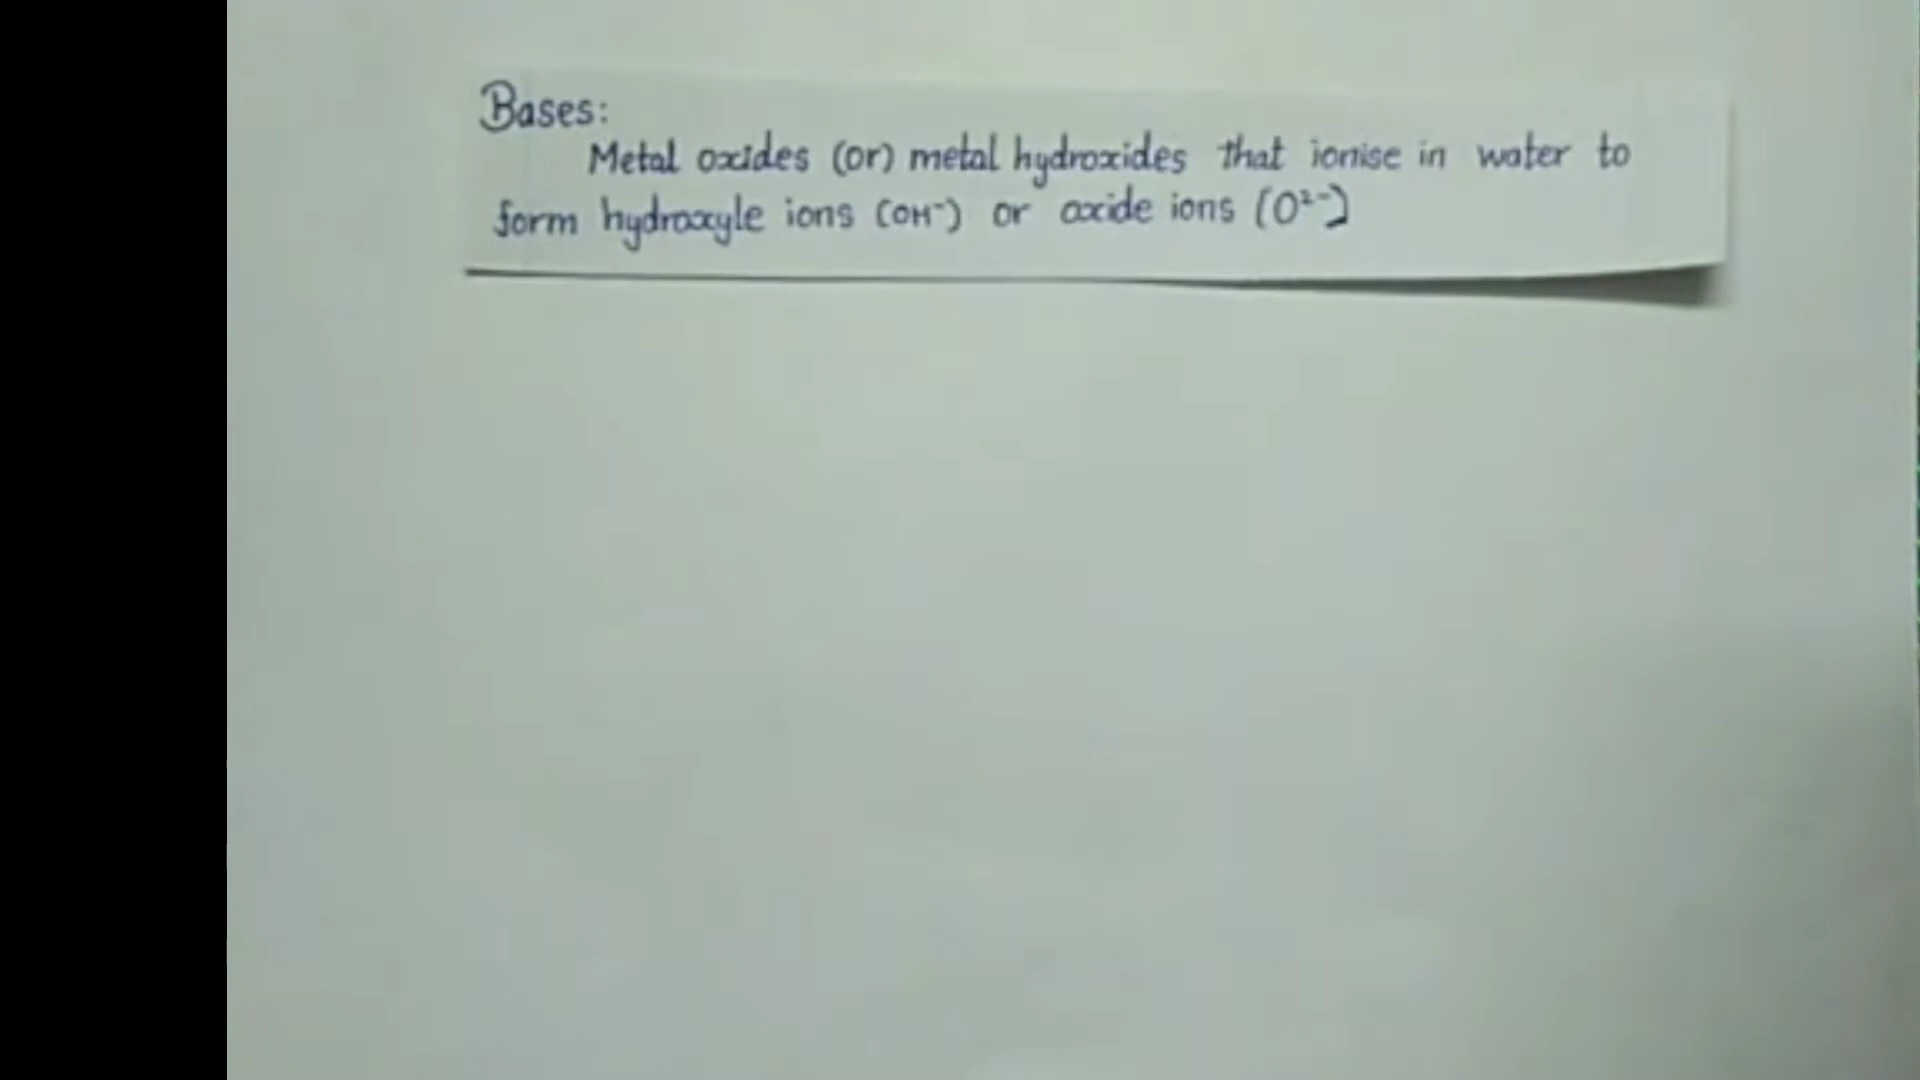 Bases:
Metal oxides (or) metal hydroxides that ionise in water to
form hydroxyle ions (OH⁻) or oxide ions (O²⁻)